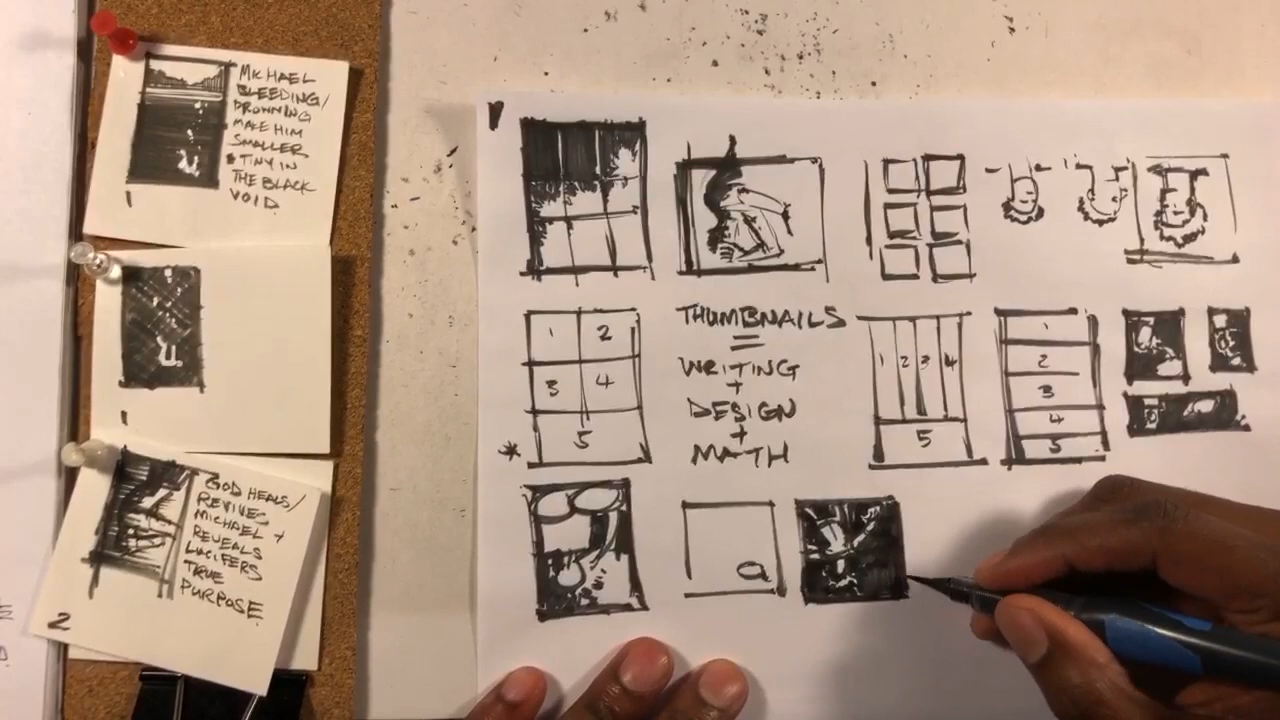 MICHAEL
BLEEDING/
DROWNING
MAKE HIM
SMALLER
TINY IN
THE BLACK
VOID.
1
1
GOD HEALS/
REVIVES
MICHAEL +
REVEALS
LUCIFERS
TRUE
PURPOSE
2
1 2
3 4
5
*
THUMBNAILS
=
WRITING
+
DESIGN
+
MATH
1 2 3 4
5
1
2
3
4
5